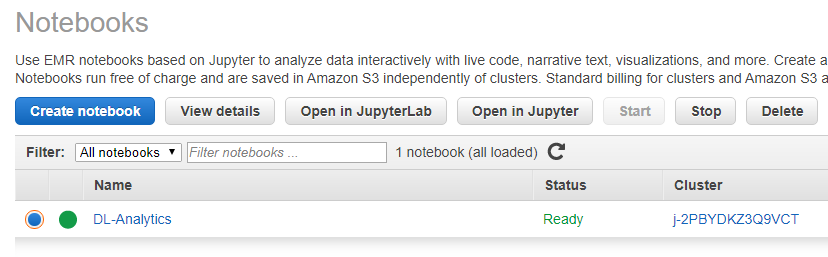 Notebooks
Use EMR notebooks based on Jupyter to analyze data interactively with live code, narrative text, visualizations, and more. Create a
Notebooks run free of charge and are saved in Amazon S3 independently of clusters. Standard billing for clusters and Amazon S3 a
Create notebook View details Open in JupyterLab Open in Jupyter Start Stop Delete
Filter: All notebooks Filter notebooks ... 1 notebook (all loaded)
Name Status Cluster
DL-Analytics Ready j-2PBYDKZ3Q9VCT